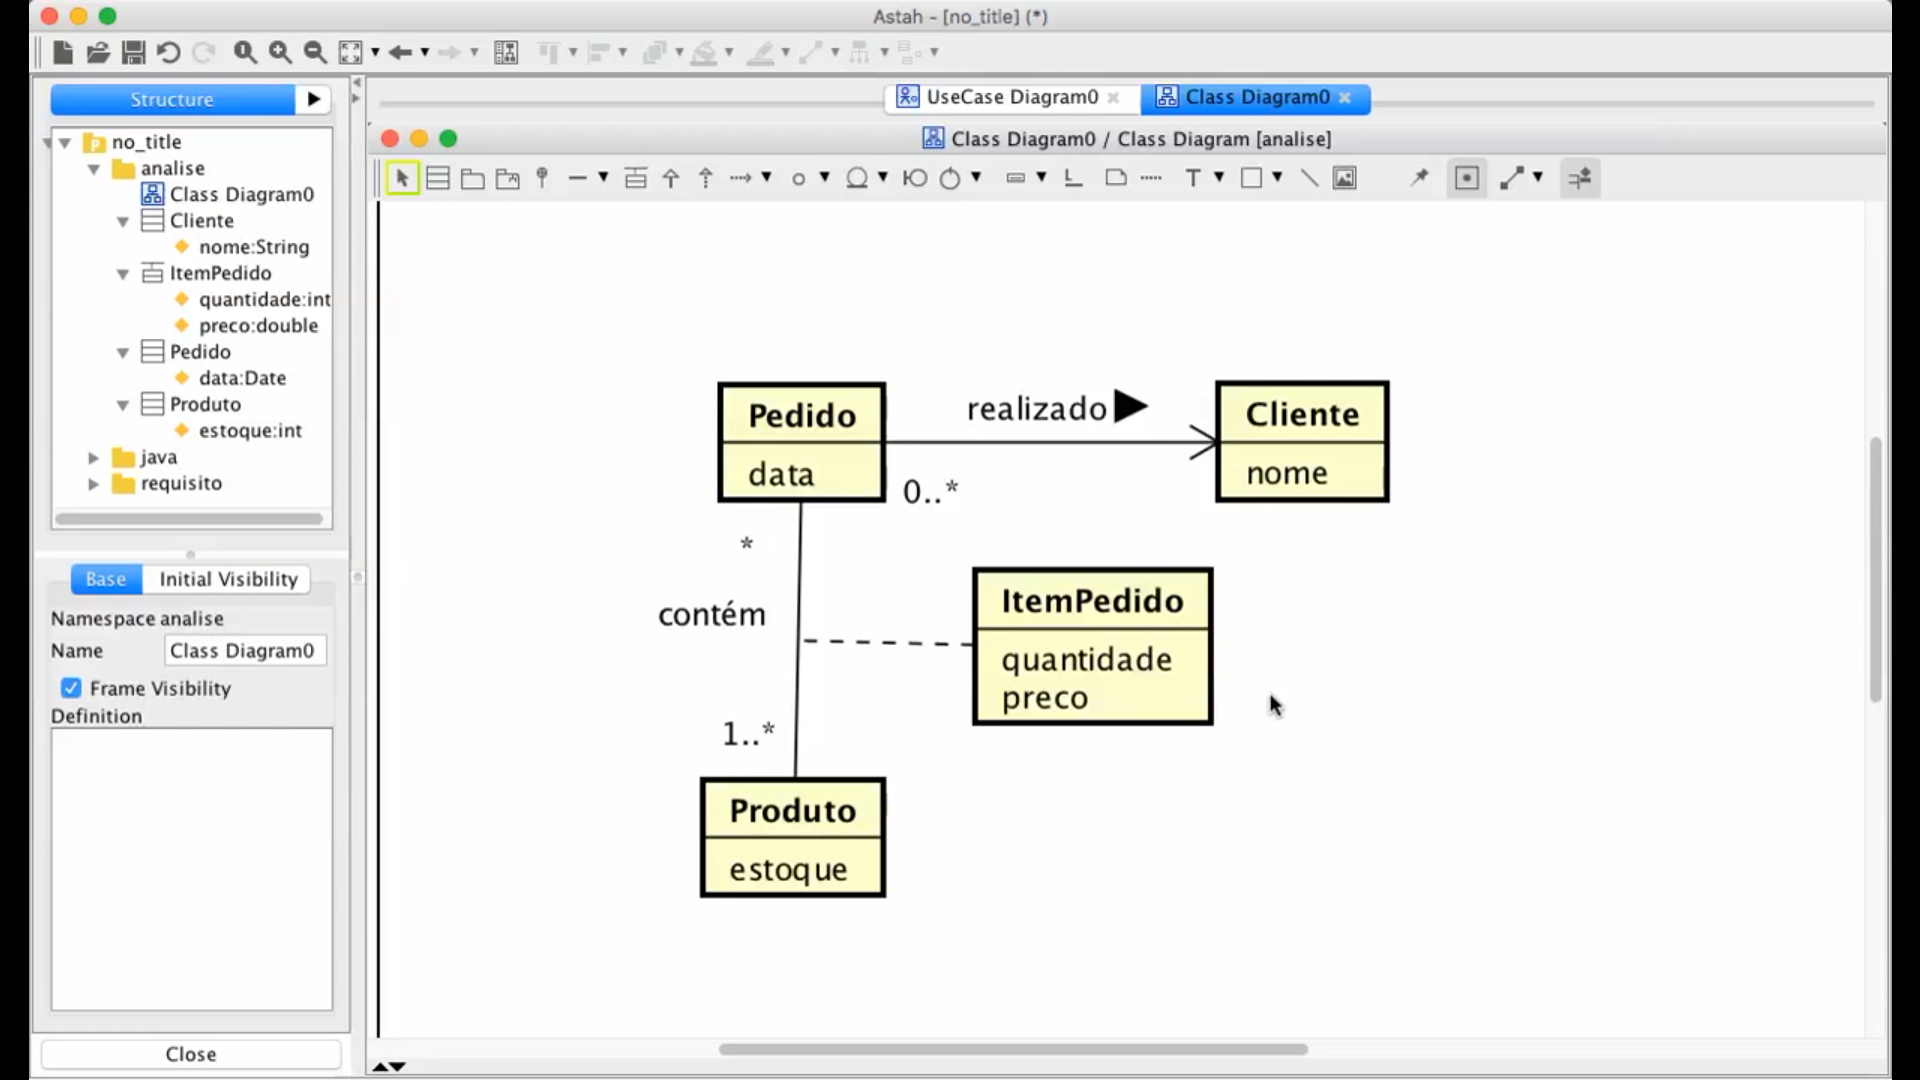 Astah - [no_title] (*)
Structure
UseCase Diagram0
Class Diagram0
no_title
analise
Class Diagram0
Cliente
nome:String
ItemPedido
quantidade:int
preco:double
Pedido
data:Date
Produto
estoque:int
java
requisito
Base
Initial Visibility
Namespace analise
Name
Class Diagram0
Frame Visibility
Definition
Close
Class Diagram0 / Class Diagram [analise]
T
Pedido
data
realizado
0..*
Cliente
nome
*
contém
1..*
ItemPedido
quantidade
preco
Produto
estoque